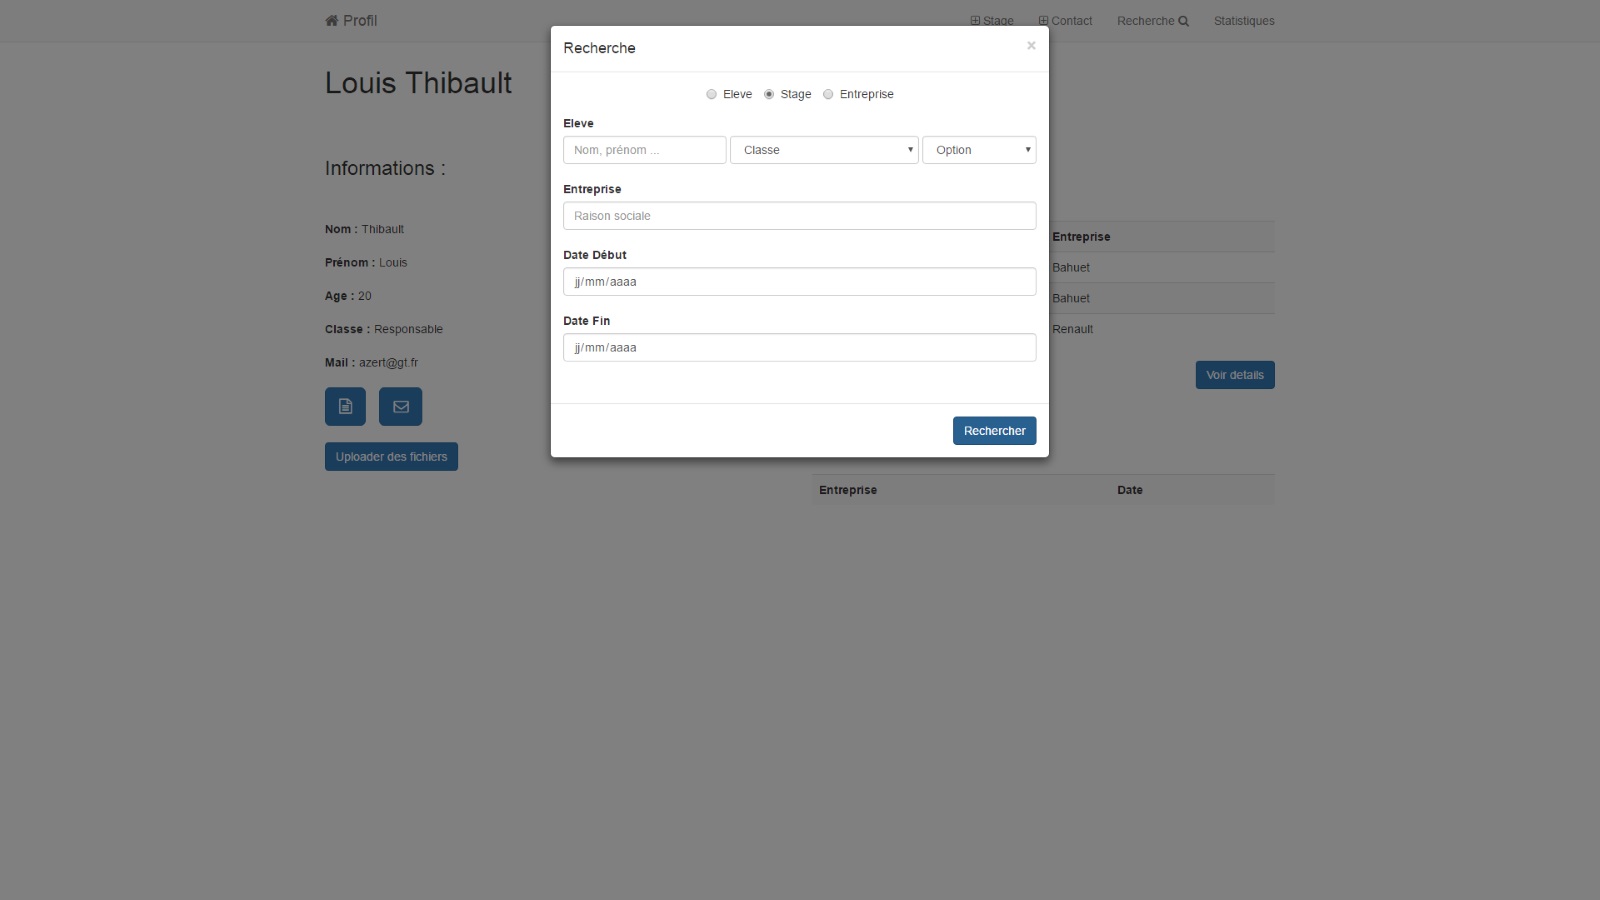 Profil
Stage
Contact
Recherche
Statistiques
Recherche
×
Louis Thibault
Eleve Stage Entreprise
Eleve
Nom, prénom ...
Classe
Option
Informations :
Entreprise
Raison sociale
Nom : Thibault
Entreprise
Date Début
Prénom : Louis
Bahuet
jj/mm/aaaa
Age : 20
Bahuet
Date Fin
Classe : Responsable
Renault
jj/mm/aaaa
Mail : azert@gt.fr
Voir details
Rechercher
Uploader des fichiers
Entreprise
Date